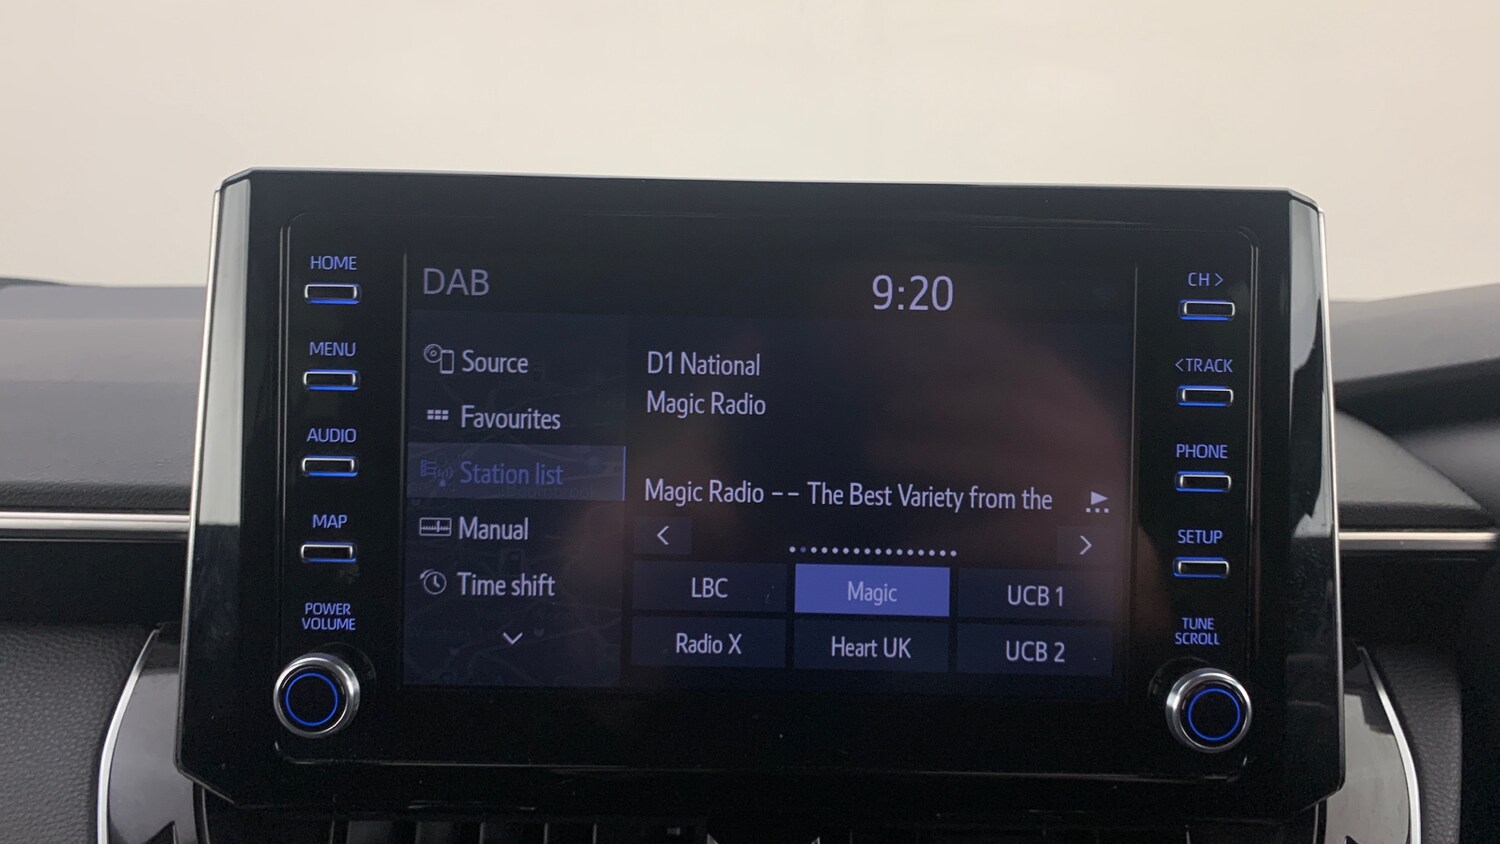 HOME
MENU
AUDIO
MAP
POWER
VOLUME
DAB
9:20
Source
Favourites
Station list
Manual
Time shift
D1 National
Magic Radio
Magic Radio -- The Best Variety from the
LBC
Magic
UCB 1
Radio X
Heart UK
UCB 2
CH >
<TRACK
PHONE
SETUP
TUNE
SCROLL